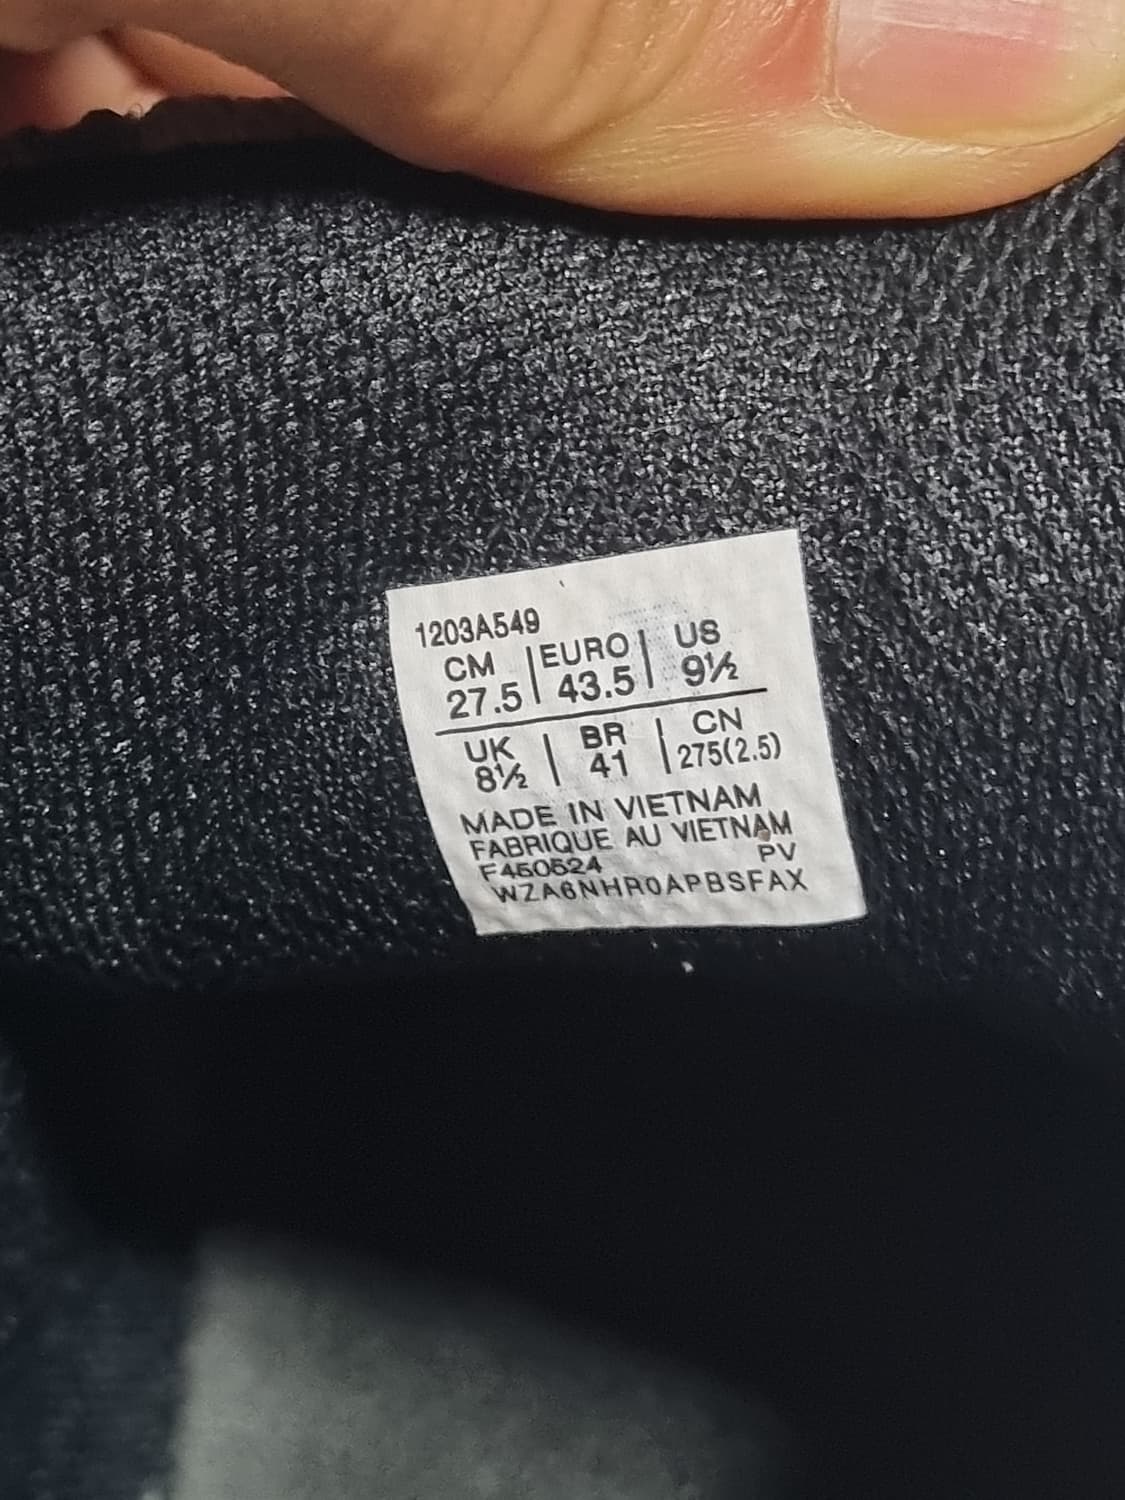 1203A549
CM | EURO | US
27.5 | 43.5 | 9½
UK | BR | CN
8½ | 41 | 275(2.5)
MADE IN VIETNAM
FABRIQUE AU VIETNAM
F450524 PV
WZA6NHR0APBSFAX